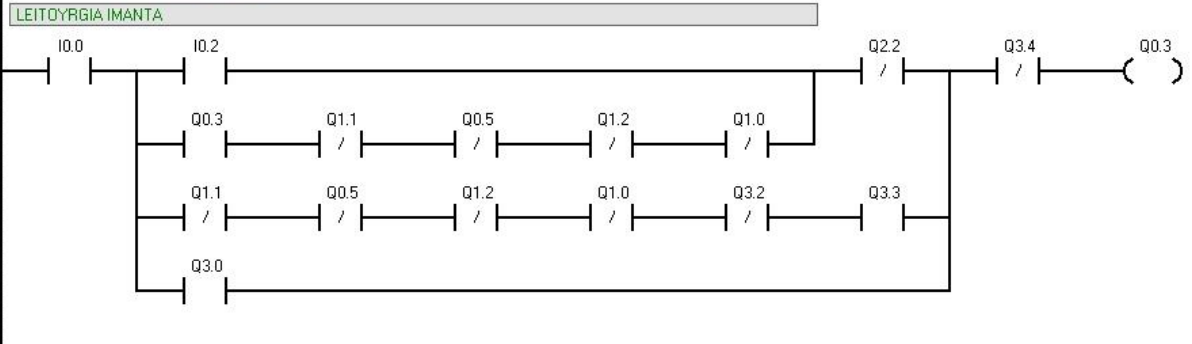 LEITOYRGIA IMANTA
I0.0 I0.2 Q2.2 Q3.4 Q0.3
Q0.3 Q1.1 Q0.5 Q1.2 Q1.0
Q1.1 Q0.5 Q1.2 Q1.0 Q3.2 Q3.3
Q3.0